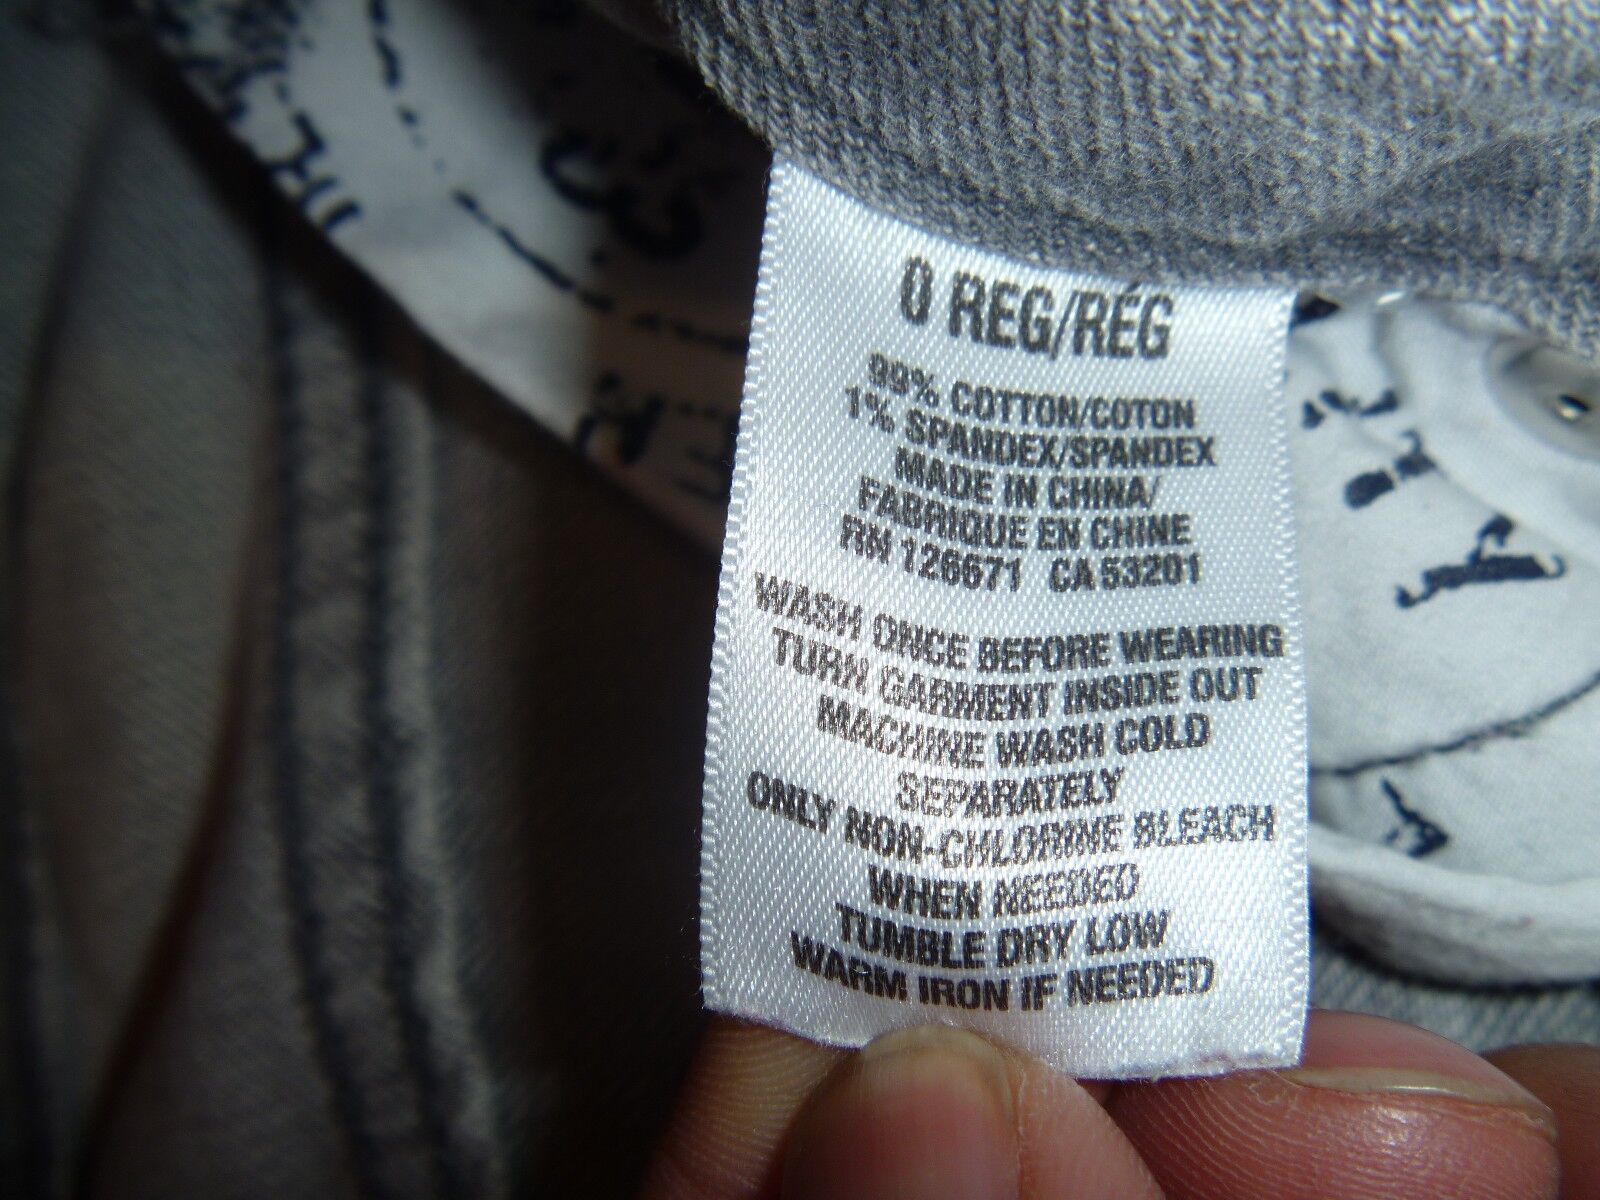 0 REG/RÉG
99% COTTON/COTON
1% SPANDEX/SPANDEX
MADE IN CHINA/
FABRIQUE EN CHINE
RN 126671 CA 53201
WASH ONCE BEFORE WEARING
TURN GARMENT INSIDE OUT
MACHINE WASH COLD
SEPARATELY
ONLY NON-CHLORINE BLEACH
WHEN NEEDED
TUMBLE DRY LOW
WARM IRON IF NEEDED